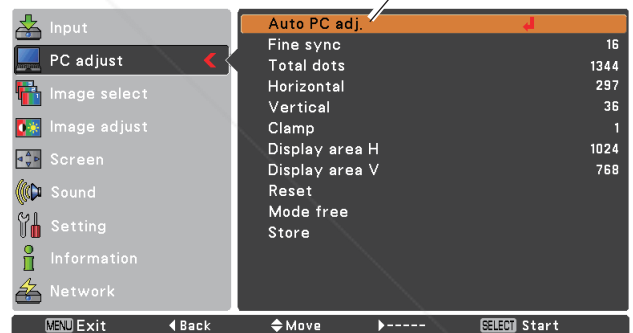 Input
PC adjust
Image select
Image adjust
Screen
Sound
Setting
Information
Network
Auto PC adj.
Fine sync 16
Total dots 1344
Horizontal 297
Vertical 36
Clamp 1
Display area H 1024
Display area V 768
Reset
Mode free
Store
MENU Exit Back Move ----- SELECT Start